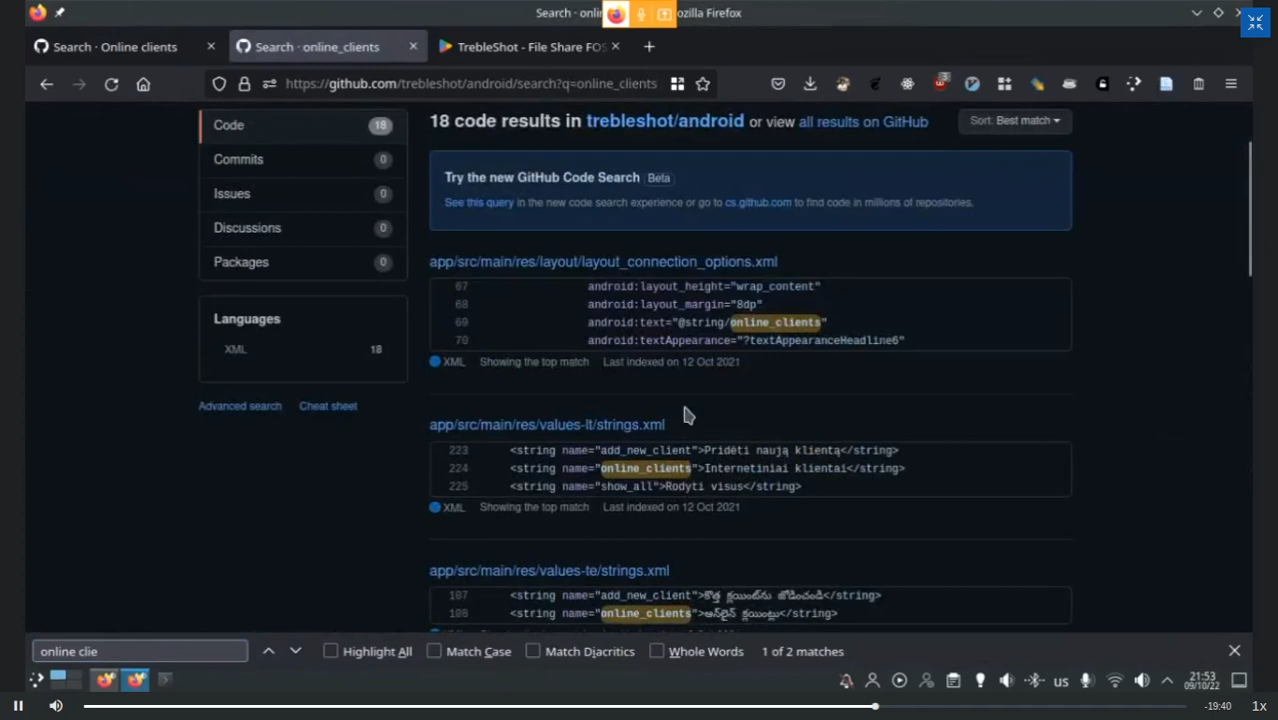 Search · onlin ozilla Firefox
Search · Online clients
Search · online_clients
TrebleShot - File Share FOS
https://github.com/trebleshot/android/search?q=online_clients
Code 18
Commits 0
Issues 0
Discussions 0
Packages 0
Languages
XML 18
Advanced search Cheat sheet
18 code results in trebleshot/android or view all results on GitHub
Sort: Best match
Try the new GitHub Code Search Beta
See this query in the new code search experience or go to cs.github.com to find code in millions of repositories.
app/src/main/res/layout/layout_connection_options.xml
67 android:layout_height="wrap_content"
68 android:layout_margin="8dp"
69 android:text="@string/online_clients"
70 android:textAppearance="?textAppearanceHeadline6"
XML Showing the top match Last indexed on 12 Oct 2021
app/src/main/res/values-lt/strings.xml
223 <string name="add_new_client">Pridėti naują klientą</string>
224 <string name="online_clients">Internetiniai klientai</string>
225 <string name="show_all">Rodyti visus</string>
XML Showing the top match Last indexed on 12 Oct 2021
app/src/main/res/values-te/strings.xml
107 <string name="add_new_client">కొత్త క్లయింట్‌ను జోడించండి</string>
108 <string name="online_clients">ఆన్‌లైన్ క్లయింట్లు</string>
online clie
Highlight All
Match Case
Match Diacritics
Whole Words
1 of 2 matches
us
21:53
09/10/22
-19:40
1x